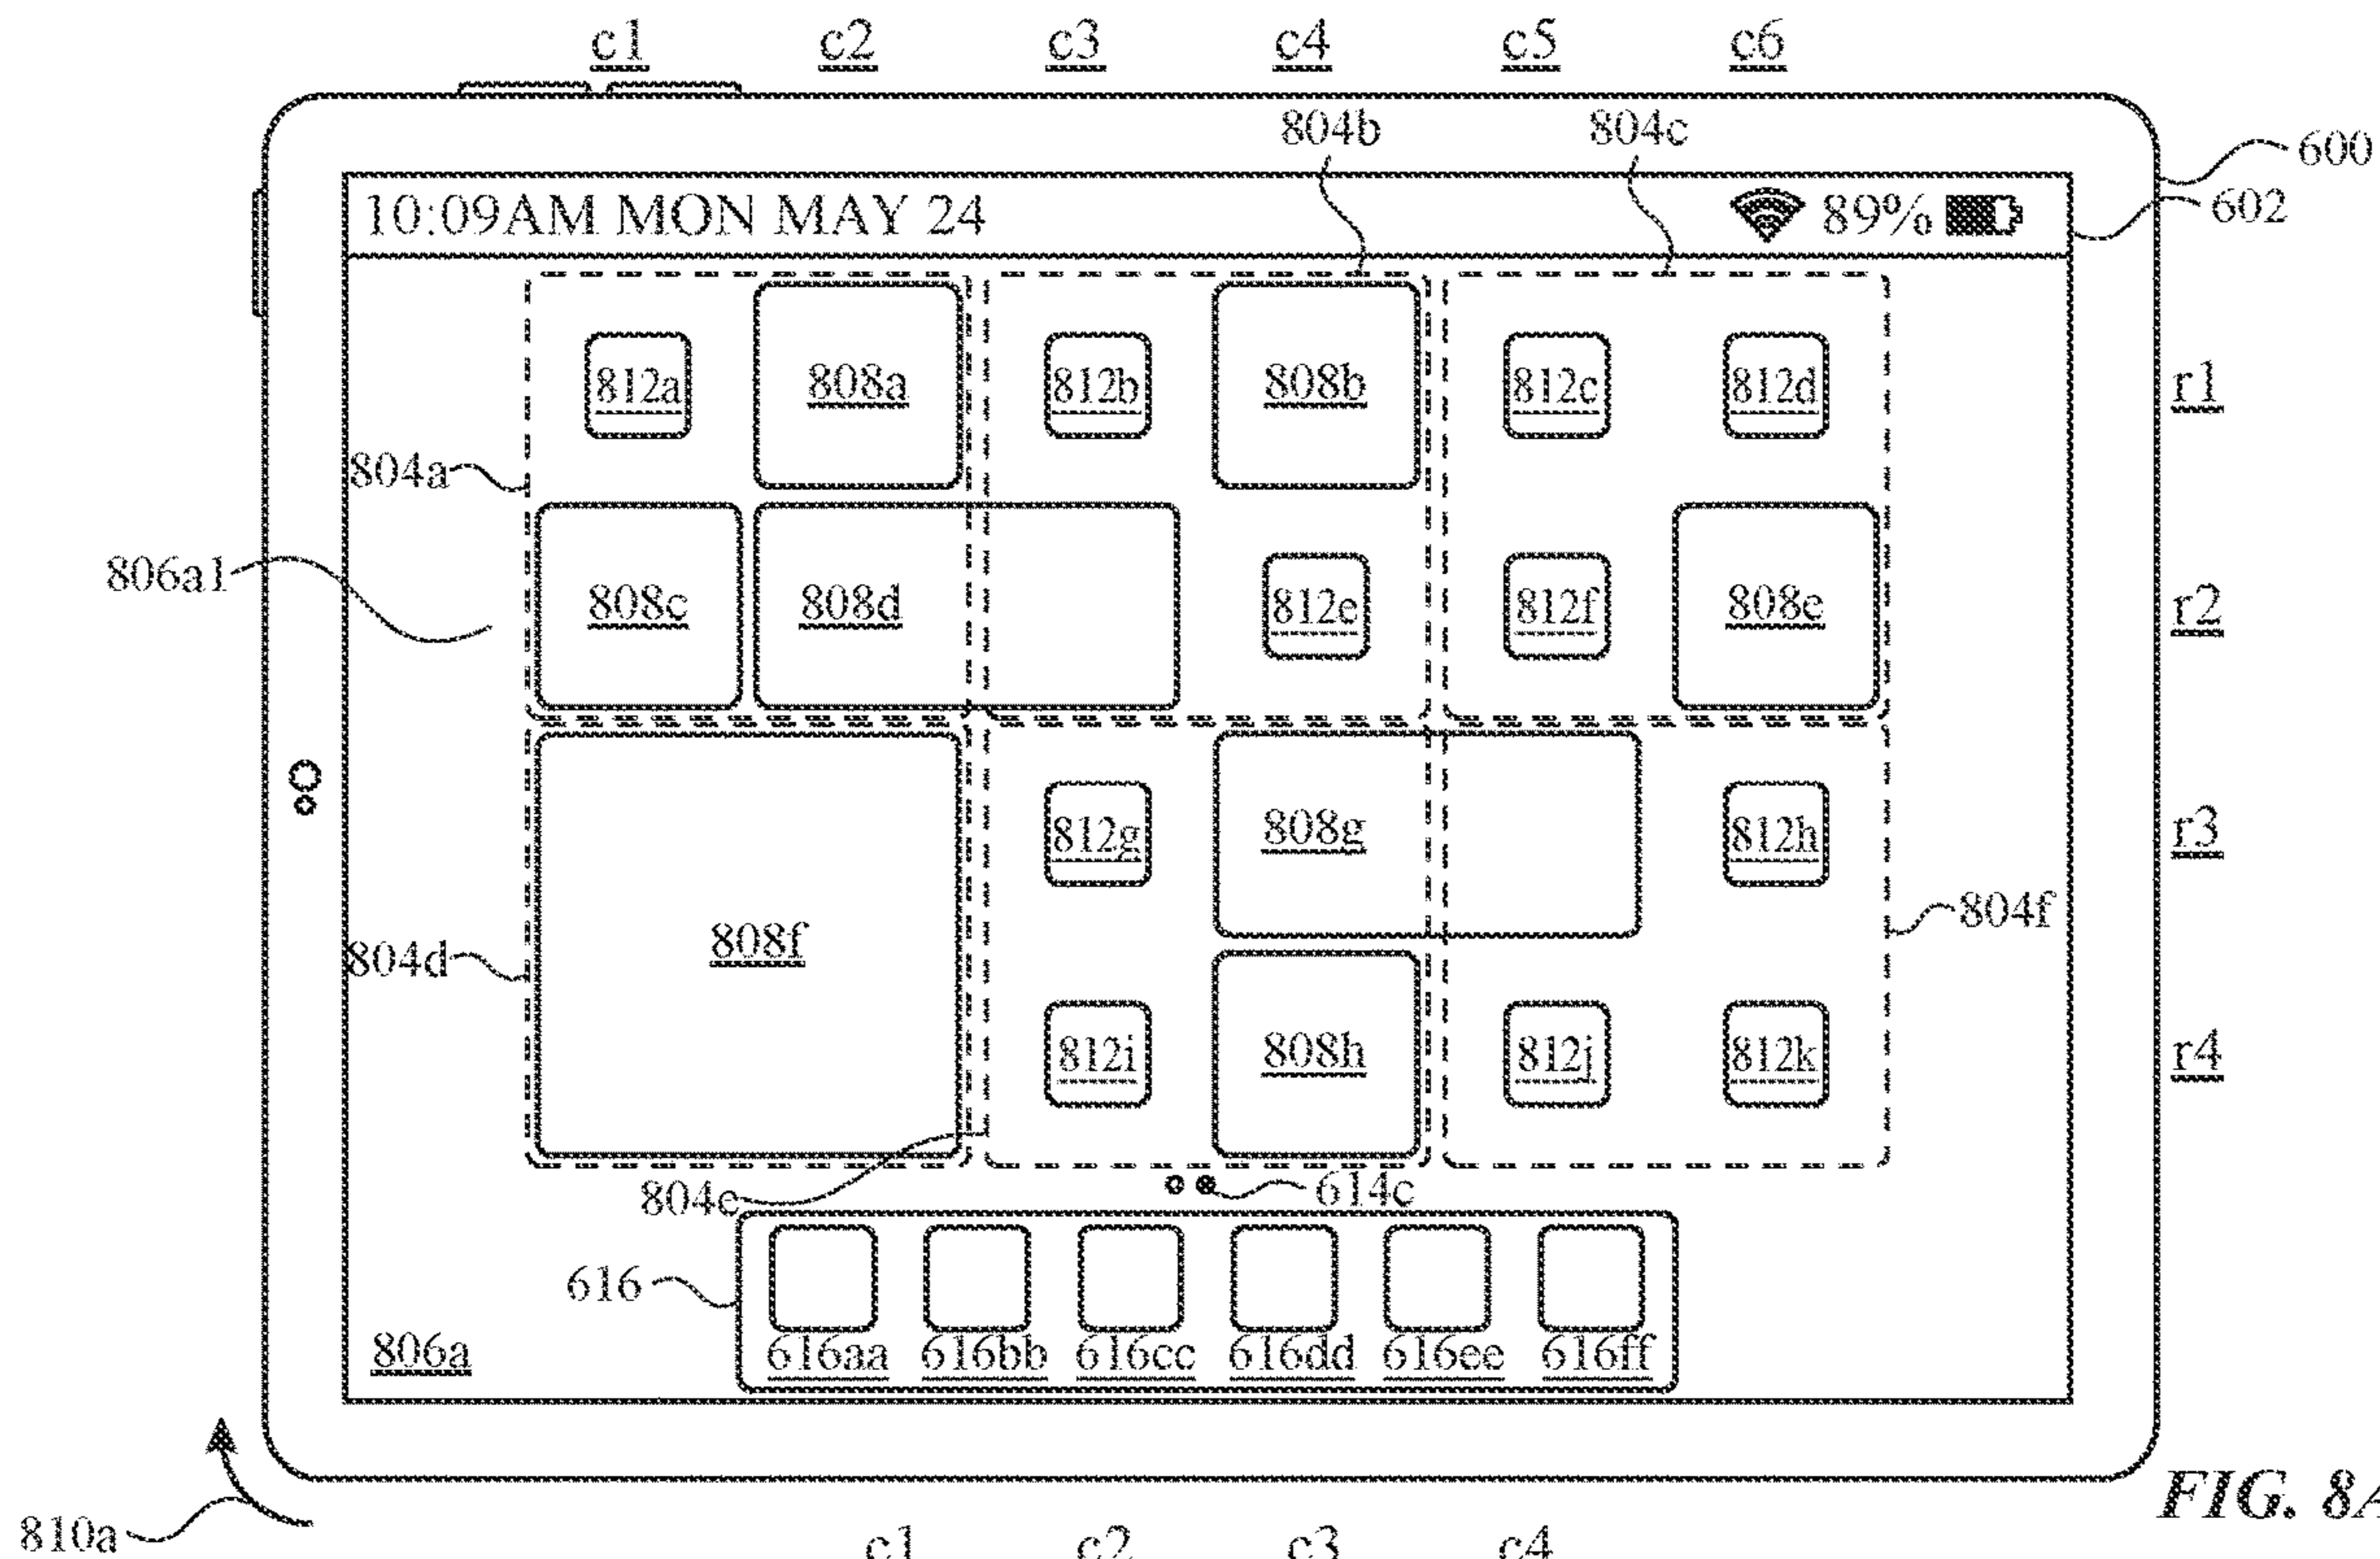 c1 c2 c3 c4 c5 c6
804b 804c
600
10:09AM MON MAY 24 89% 602
812a 808a 812b 808b 812c 812d r1
804a
806a1 808c 808d 812e 812f 808e r2
812g 808g 812h r3
804d 808f 804f
812i 808h 812j 812k r4
804e 614c
616
806a 616aa 616bb 616cc 616dd 616ee 616ff
FIG. 8A
810a c1 c2 c3 c4